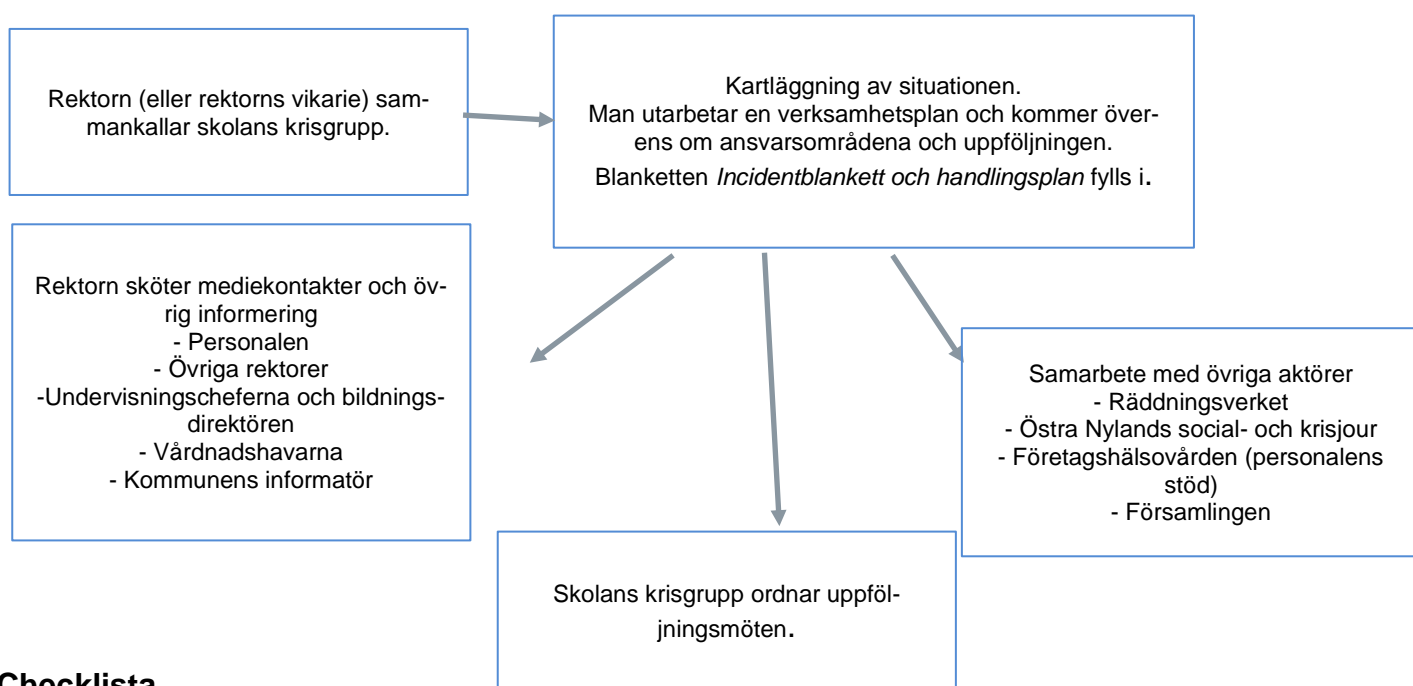 Rektorn (eller rektorns vikarie) sam-
mankallar skolans krisgrupp.
Kartläggning av situationen.
Man utarbetar en verksamhetsplan och kommer över-
ens om ansvarsområdena och uppföljningen.
Blanketten Incidentblankett och handlingsplan fylls i.
Rektorn sköter mediekontakter och öv-
rig informering
- Personalen
- Övriga rektorer
-Undervisningscheferna och bildnings-
direktören
- Vårdnadshavarna
- Kommunens informatör
Samarbete med övriga aktörer
- Räddningsverket
- Östra Nylands social- och krisjour
- Företagshälsovården (personalens
stöd)
- Församlingen
Skolans krisgrupp ordnar uppföl-
jningsmöten.
Checklista